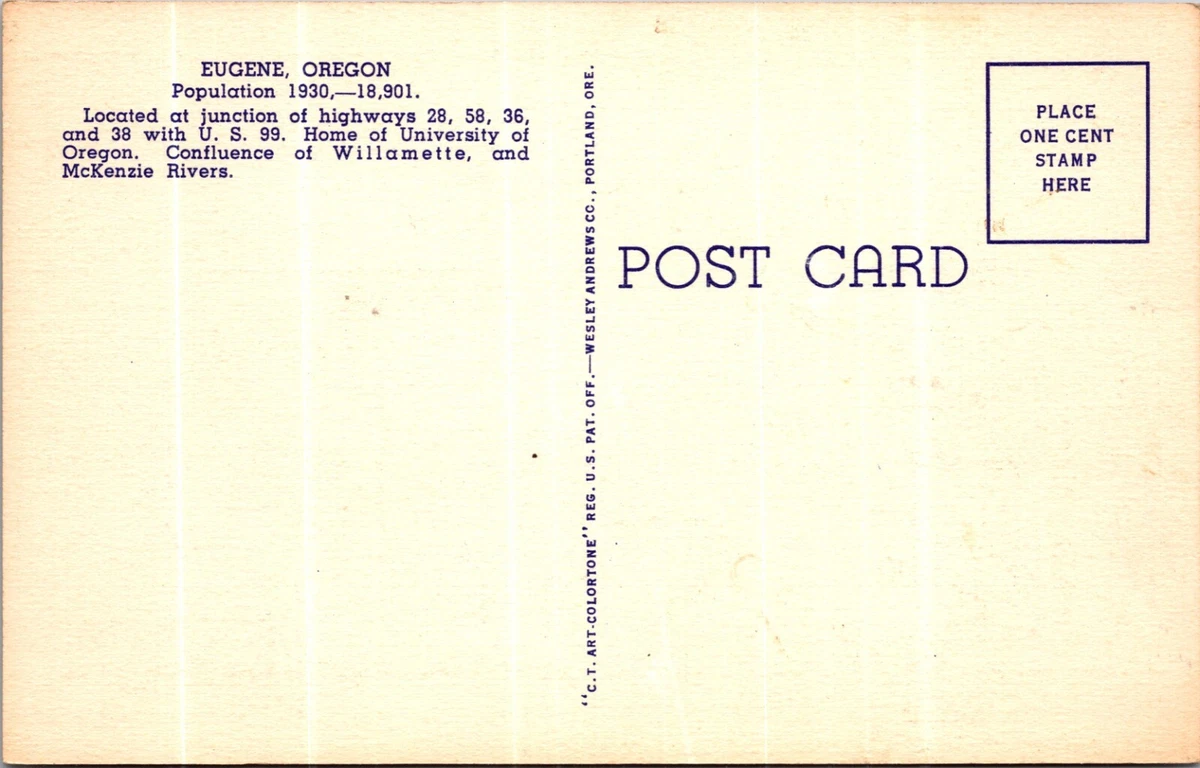 EUGENE, OREGON
Population 1930,—18,901.
Located at junction of highways 28, 58, 36,
and 38 with U. S. 99. Home of University of
Oregon. Confluence of Willamette, and
McKenzie Rivers.
"C.T. ART-COLORTONE" REG. U.S. PAT. OFF.—WESLEY ANDREWS CO., PORTLAND, ORE.
POST CARD
PLACE
ONE CENT
STAMP
HERE